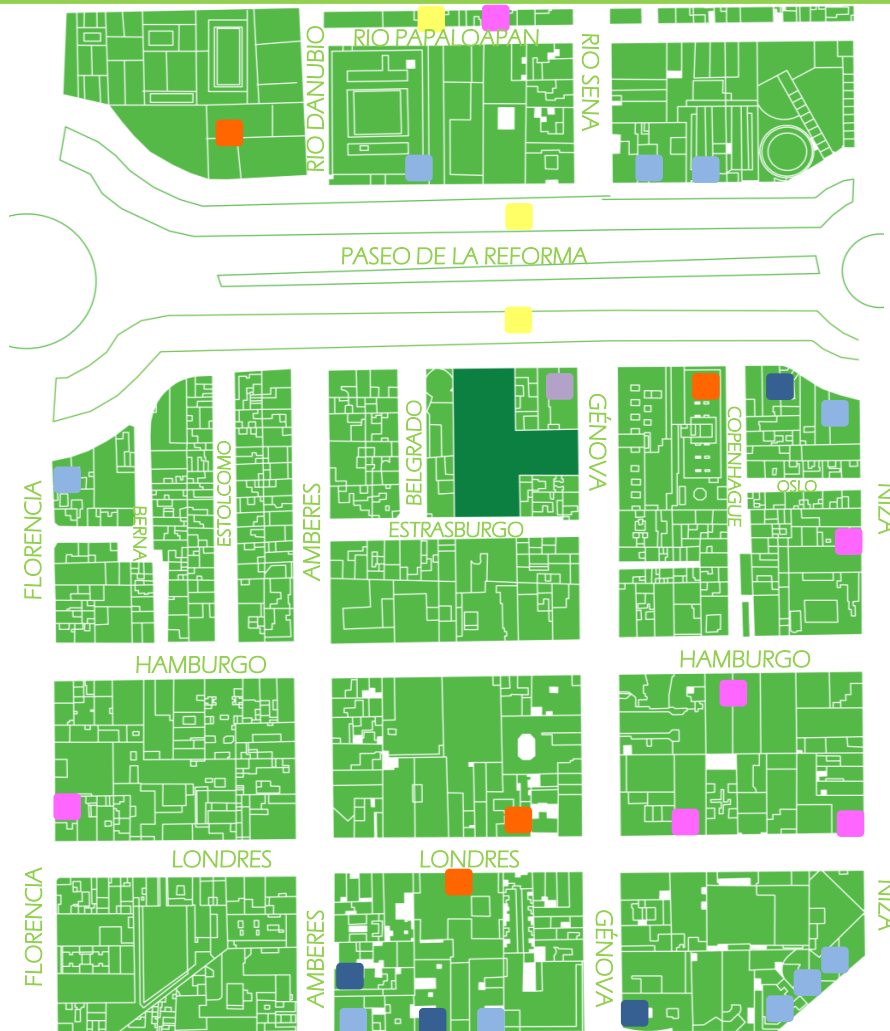 RIO PAPALOAPAN
RIO DANUBIO
RIO SENA
PASEO DE LA REFORMA
BELGRADO
GÉNOVA
COPENHAGUE
ESTOLCOMO
FLORENCIA
BERNA
AMBERES
OSLO
NIZA
ESTRASBURGO
HAMBURGO
HAMBURGO
LONDRES
LONDRES
FLORENCIA
AMBERES
GÉNOVA
NIZA